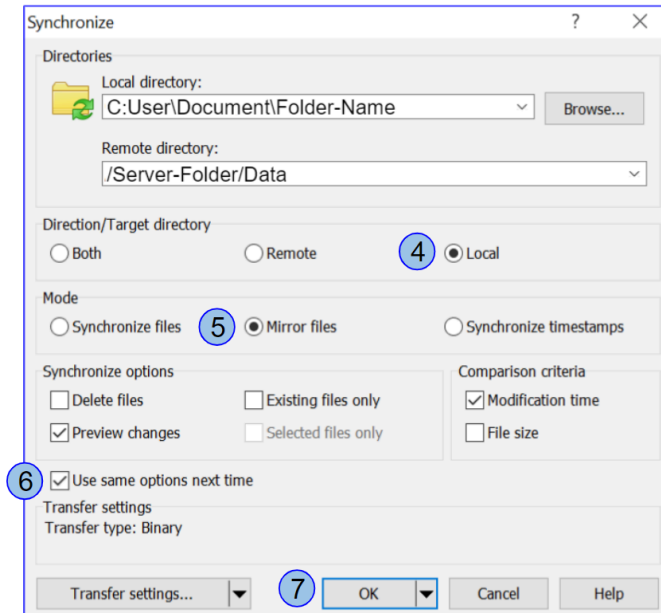 Synchronize ? ×
Directories
Local directory:
C:User\Document\Folder-Name
Browse...
Remote directory:
/Server-Folder/Data
Direction/Target directory
Both Remote 4 Local
Mode
Synchronize files 5 Mirror files Synchronize timestamps
Synchronize options Comparison criteria
Delete files Existing files only Modification time
Preview changes Selected files only File size
6 Use same options next time
Transfer settings
Transfer type: Binary
Transfer settings... 7 OK Cancel Help